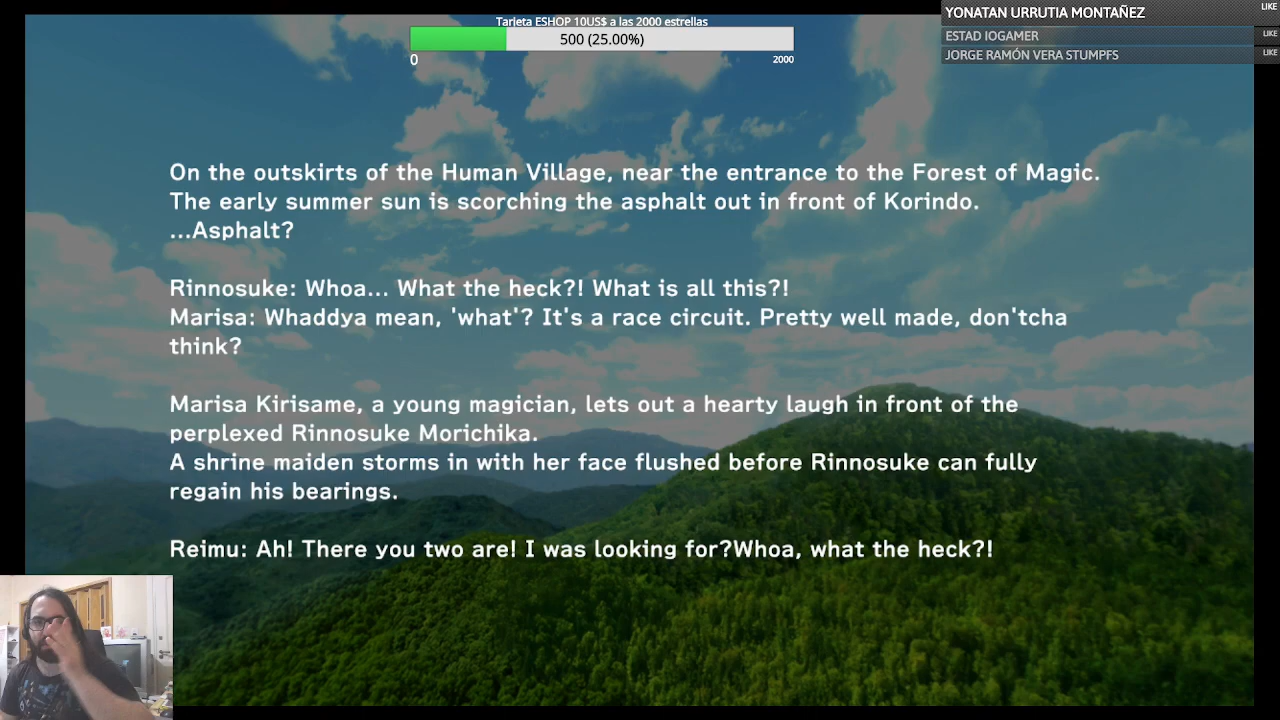 Tarjeta ESHOP 10US$ a las 2000 estrellas
500 (25.00%)
0
2000
YONATAN URRUTIA MONTAÑEZ
LIKE
ESTAD IOGAMER
LIKE
JORGE RAMÓN VERA STUMPFS
LIKE
On the outskirts of the Human Village, near the entrance to the Forest of Magic.
The early summer sun is scorching the asphalt out in front of Korindo.
...Asphalt?
Rinnosuke: Whoa... What the heck?! What is all this?!
Marisa: Whaddya mean, 'what'? It's a race circuit. Pretty well made, don'tcha
think?
Marisa Kirisame, a young magician, lets out a hearty laugh in front of the
perplexed Rinnosuke Morichika.
A shrine maiden storms in with her face flushed before Rinnosuke can fully
regain his bearings.
Reimu: Ah! There you two are! I was looking for?Whoa, what the heck?!